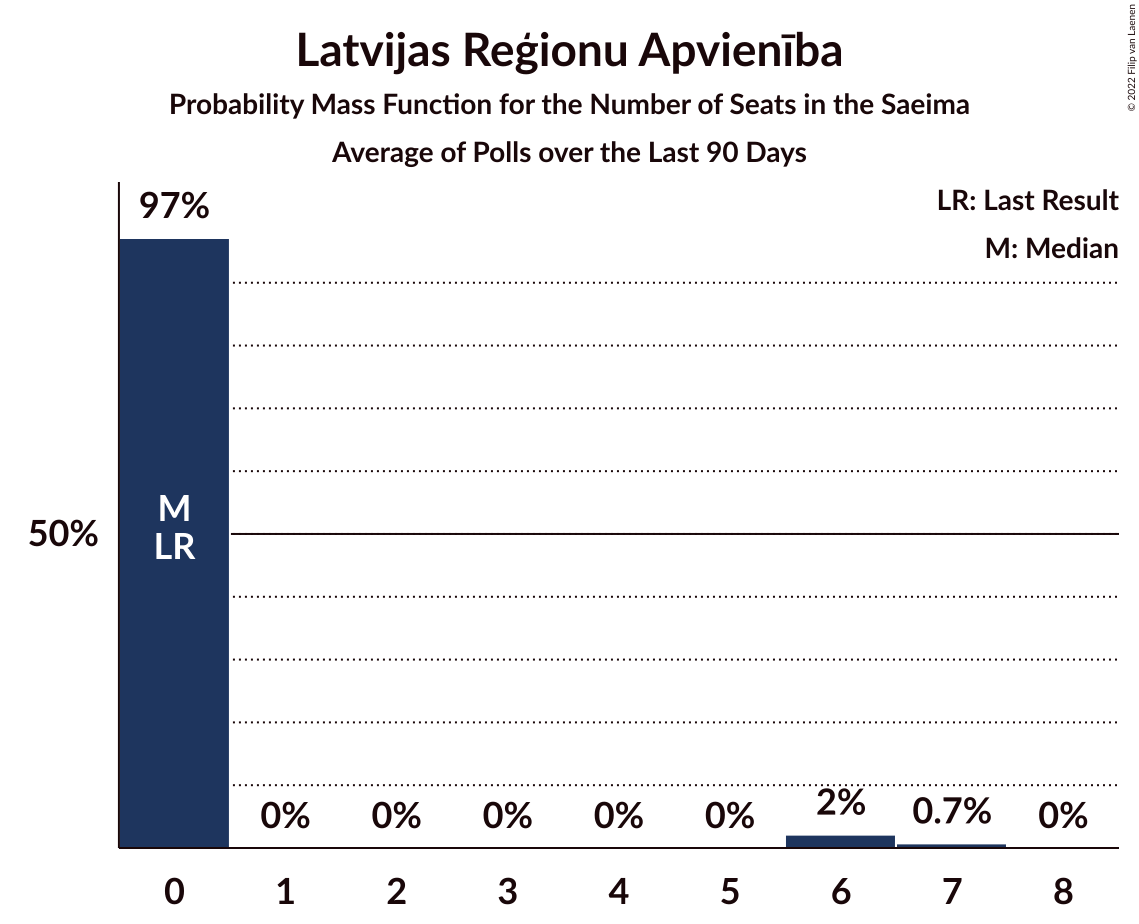 Latvijas Reģionu Apvienība
Probability Mass Function for the Number of Seats in the Saeima
Average of Polls over the Last 90 Days
© 2022 Filip van Laenen
LR: Last Result
M: Median
97%
50%
M
LR
0% 0% 0% 0% 0% 2% 0.7% 0%
0 1 2 3 4 5 6 7 8